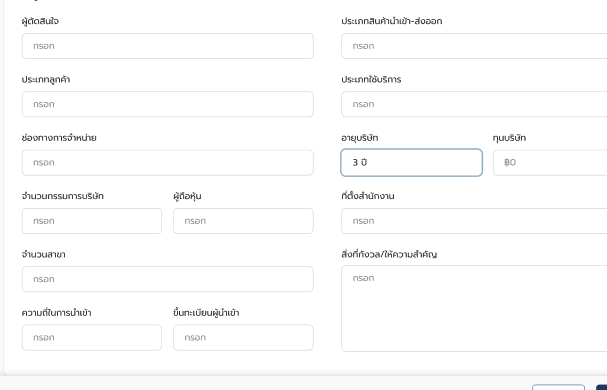 ผู้ตัดสินใจ
กรอก
ประเภทสินค้านำเข้า-ส่งออก
กรอก
ประเภทลูกค้า
กรอก
ประเภทใช้บริการ
กรอก
ช่องทางการจำหน่าย
กรอก
อายุบริษัท
3 ปี
ทุนบริษัท
฿0
จำนวนกรรมการบริษัท
กรอก
ผู้ถือหุ้น
กรอก
ที่ตั้งสำนักงาน
กรอก
จำนวนสาขา
กรอก
สิ่งที่กังวล/ให้ความสำคัญ
กรอก
ความถี่ในการนำเข้า
กรอก
ขึ้นทะเบียนผู้นำเข้า
กรอก